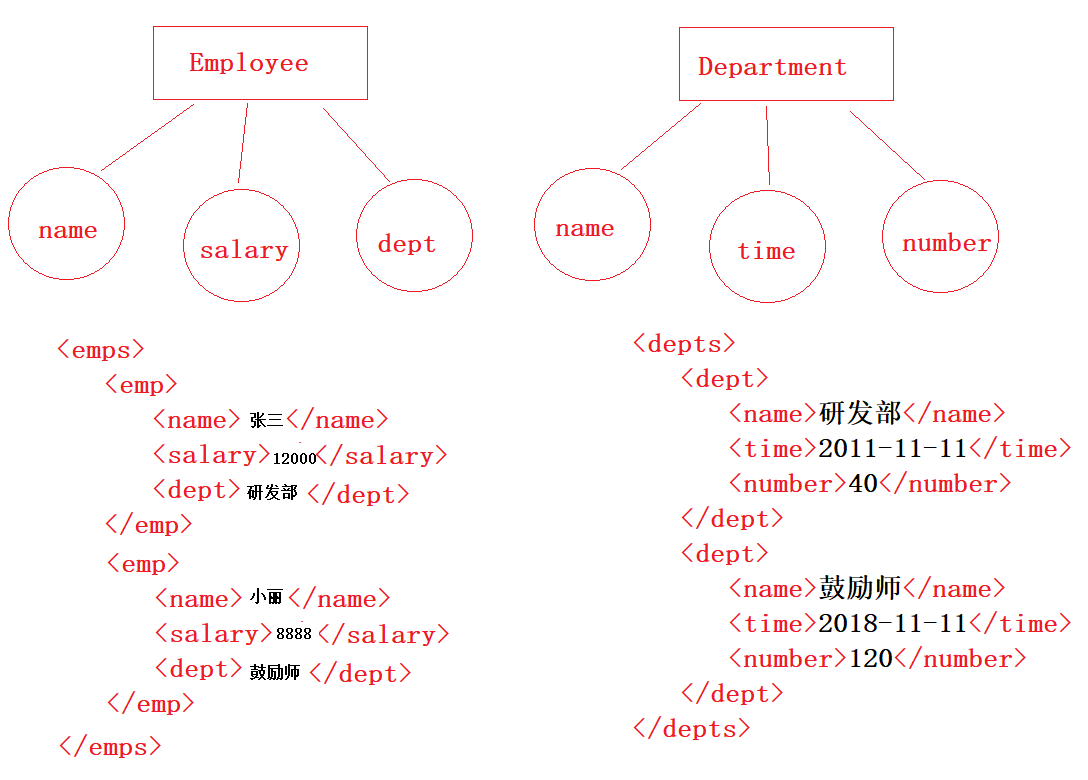 Employee
name
salary
dept
<emps>
<emp>
<name>张三</name>
<salary>12000</salary>
<dept>研发部</dept>
</emp>
<emp>
<name>小丽</name>
<salary>8888</salary>
<dept>鼓励师</dept>
</emp>
</emps>
Department
name
time
number
<depts>
<dept>
<name>研发部</name>
<time>2011-11-11</time>
<number>40</number>
</dept>
<dept>
<name>鼓励师</name>
<time>2018-11-11</time>
<number>120</number>
</dept>
</depts>